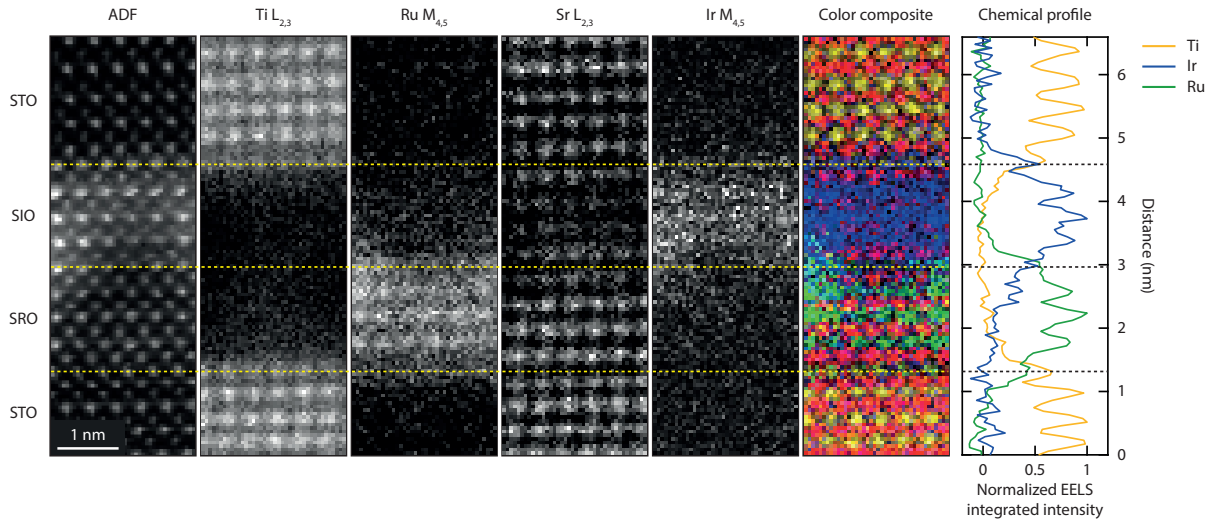 ADF
Ti L2,3
Ru M4,5
Sr L2,3
Ir M4,5
Color composite
Chemical profile
STO
SIO
SRO
STO
1 nm
Ti
Ir
Ru
6
5
4
3
2
1
0
Distance (nm)
0 0.5 1
Normalized EELS
integrated intensity